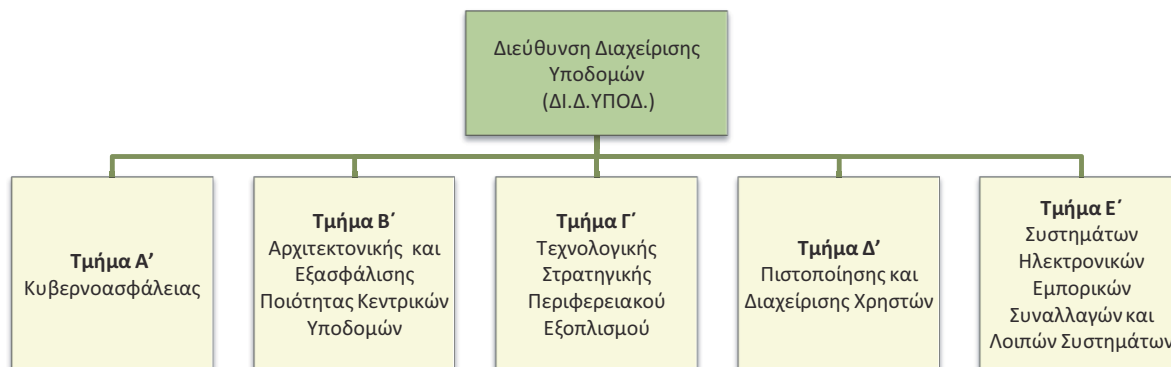 Διεύθυνση Διαχείρισης
Υποδομών
(ΔΙ.Δ.ΥΠΟΔ.)
Τμήμα Α’
Κυβερνοασφάλειας
Τμήμα Β΄
Αρχιτεκτονικής και
Εξασφάλισης
Ποιότητας Κεντρικών
Υποδομών
Τμήμα Γ΄
Τεχνολογικής
Στρατηγικής
Περιφερειακού
Εξοπλισμού
Τμήμα Δ’
Πιστοποίησης και
Διαχείρισης Χρηστών
Τμήμα Ε΄
Συστημάτων
Ηλεκτρονικών
Εμπορικών
Συναλλαγών και
Λοιπών Συστημάτων